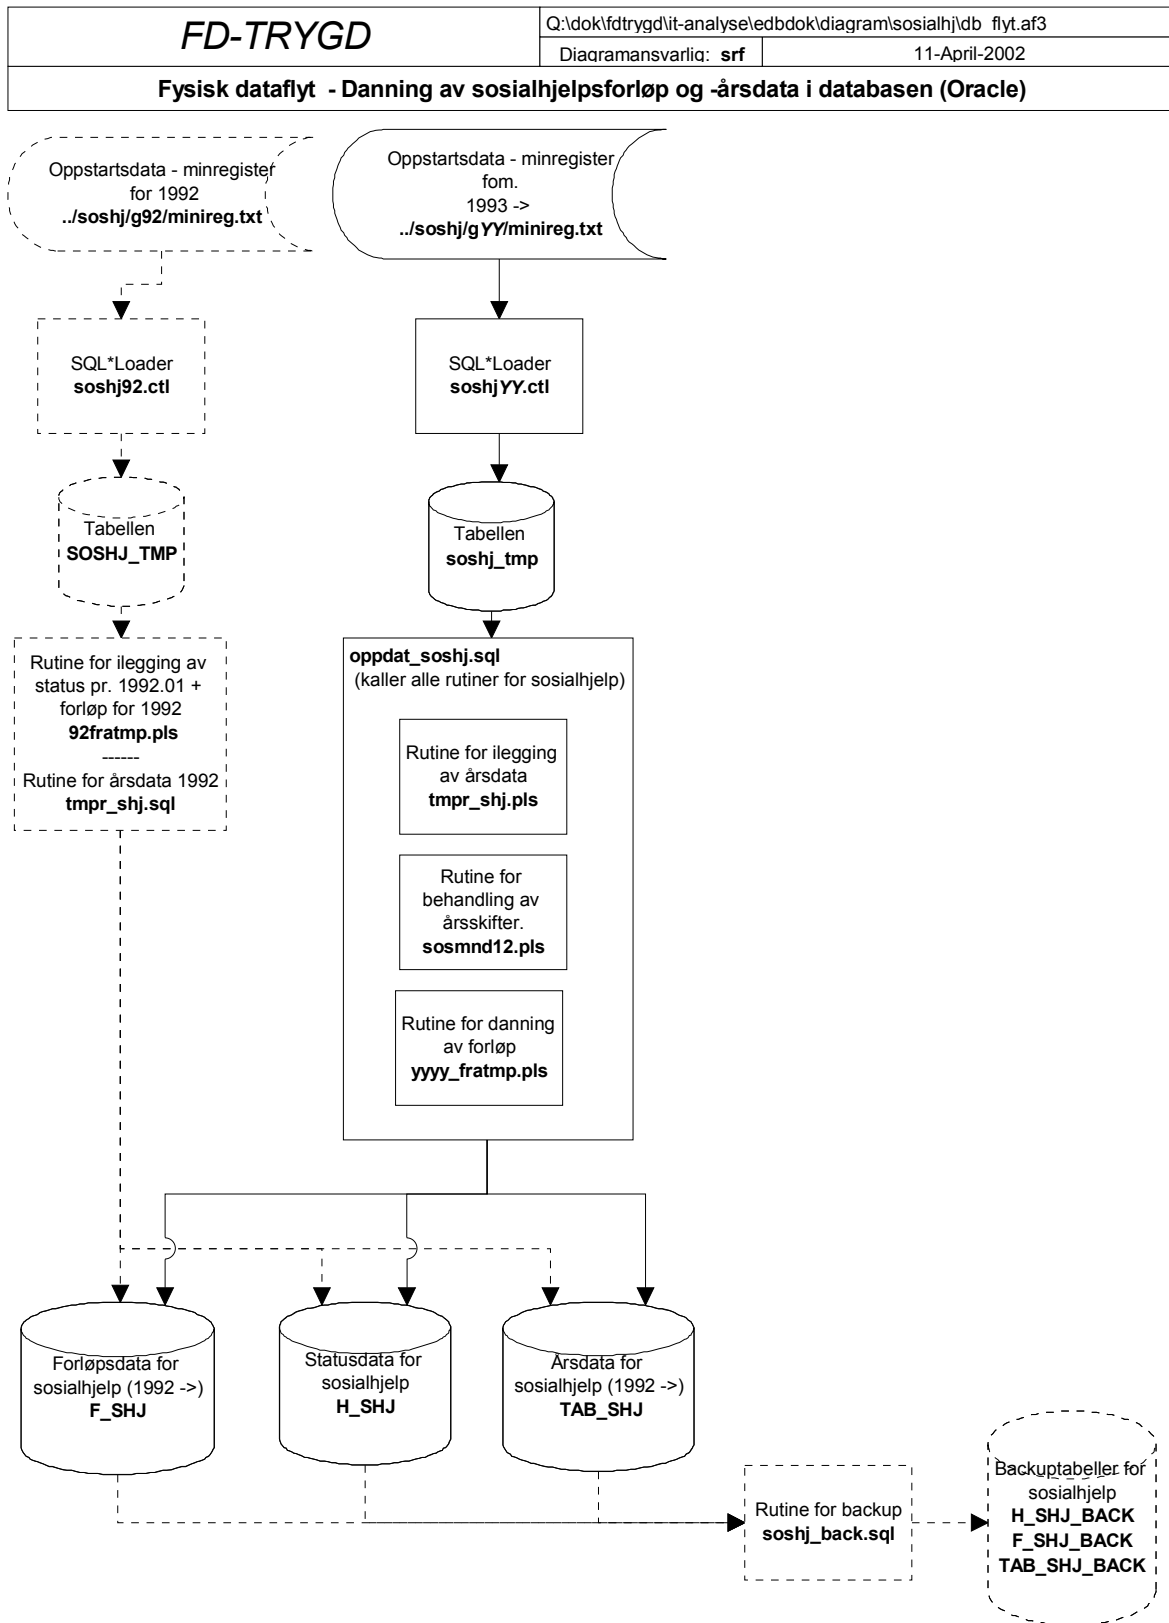 FD-TRYGD
Q:\dok\fdtrygd\it-analyse\edbdok\diagram\sosialhj\db_flyt.af3
Diagramansvarlig: srf
11-April-2002
Fysisk dataflyt - Danning av sosialhjelpsforløp og -årsdata i databasen (Oracle)
Oppstartsdata - minregister
for 1992
../soshj/g92/minireg.txt
Oppstartsdata - minregister
fom.
1993 ->
../soshj/gYY/minireg.txt
SQL*Loader
soshj92.ctl
SQL*Loader
soshjYY.ctl
Tabellen
SOSHJ_TMP
Tabellen
soshj_tmp
Rutine for ilegging av
status pr. 1992.01 +
forløp for 1992
92fratmp.pls
------
Rutine for årsdata 1992
tmpr_shj.sql
oppdat_soshj.sql
(kaller alle rutiner for sosialhjelp)
Rutine for ilegging
av årsdata
tmpr_shj.pls
Rutine for
behandling av
årsskifter.
sosmnd12.pls
Rutine for danning
av forløp
yyyy_fratmp.pls
Forløpsdata for
sosialhjelp (1992 ->)
F_SHJ
Statusdata for
sosialhjelp
H_SHJ
Årsdata for
sosialhjelp (1992 ->)
TAB_SHJ
Rutine for backup
soshj_back.sql
Backuptabeller for
sosialhjelp
H_SHJ_BACK
F_SHJ_BACK
TAB_SHJ_BACK